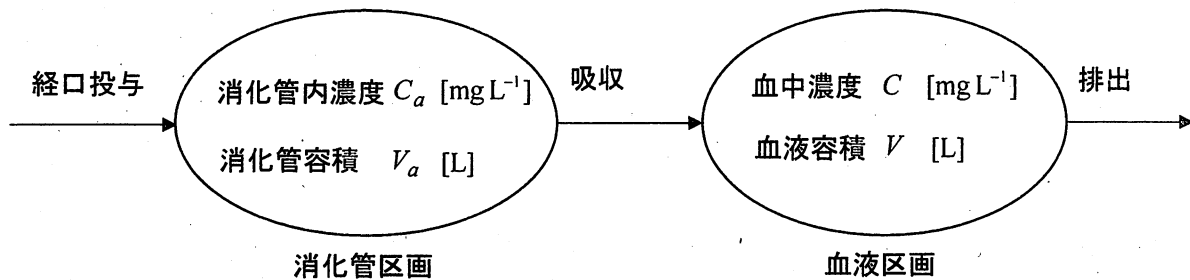 経口投与
消化管内濃度 C_a [mg L⁻¹]
消化管容積 V_a [L]
消化管区画
吸収
血中濃度 C [mg L⁻¹]
血液容積 V [L]
血液区画
排出